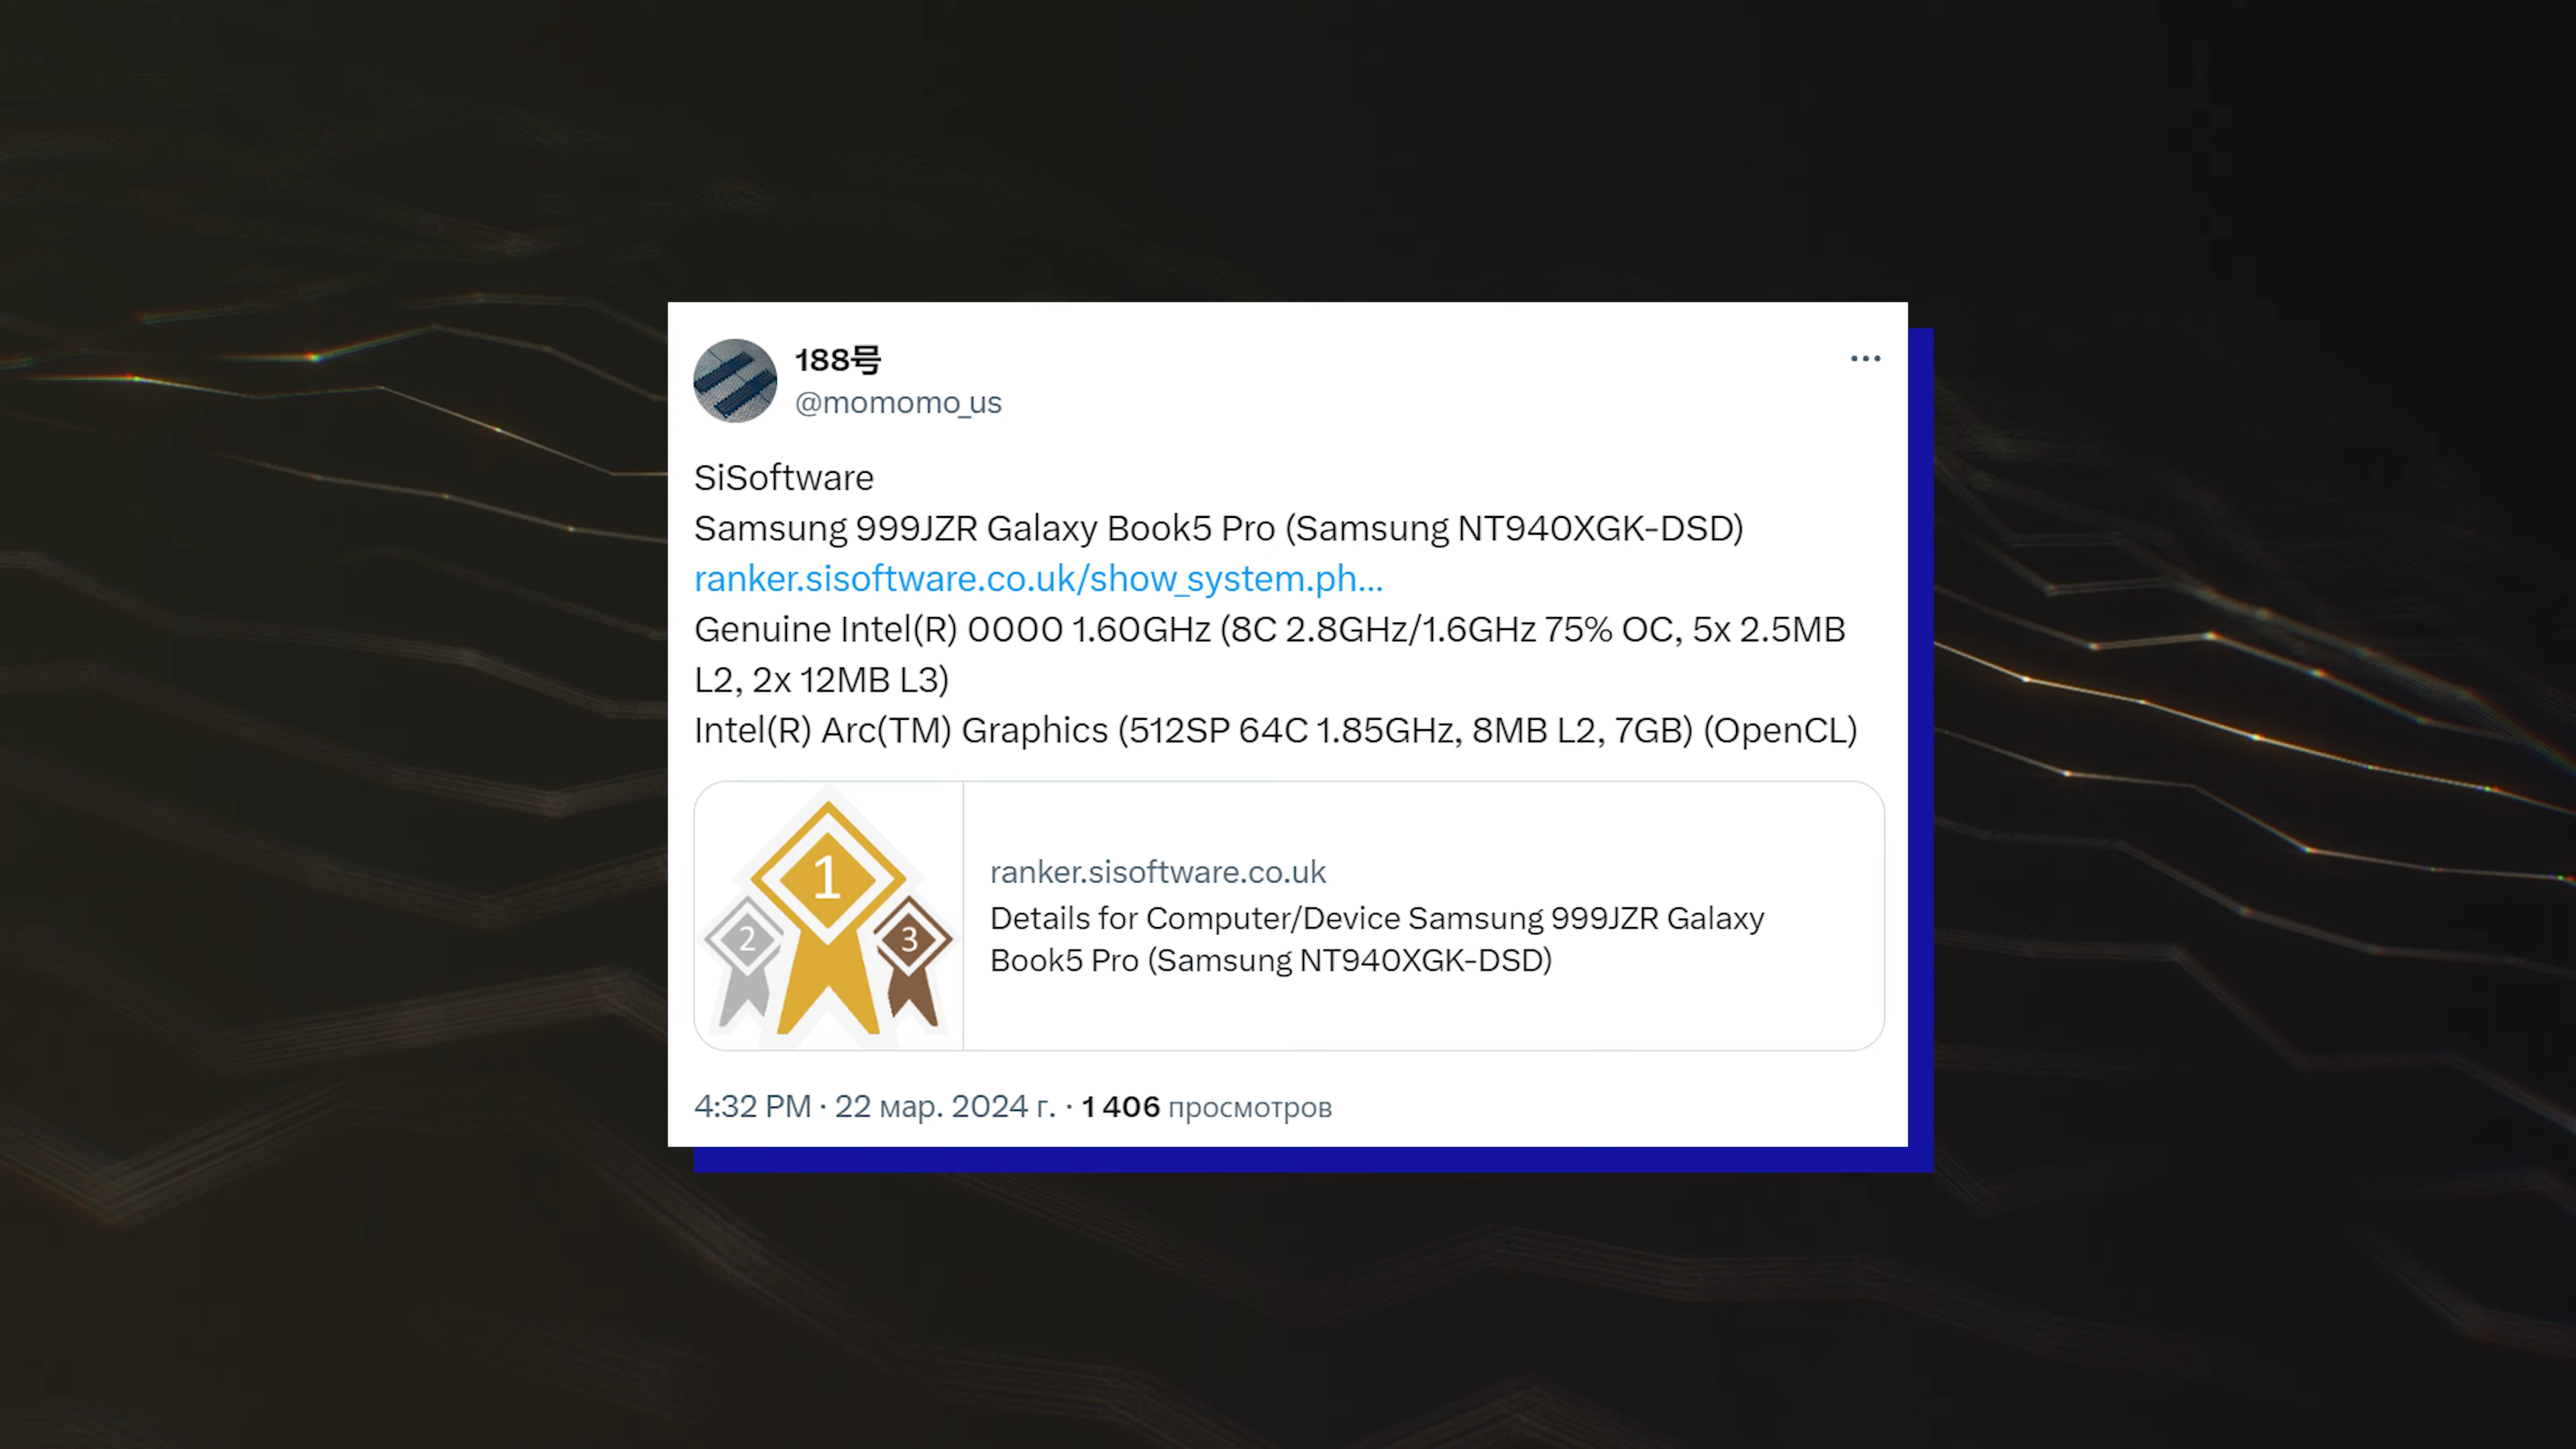 188号
@momomo_us
SiSoftware
Samsung 999JZR Galaxy Book5 Pro (Samsung NT940XGK-DSD)
ranker.sisoftware.co.uk/show_system.ph...
Genuine Intel(R) 0000 1.60GHz (8C 2.8GHz/1.6GHz 75% OC, 5x 2.5MB
L2, 2x 12MB L3)
Intel(R) Arc(TM) Graphics (512SP 64C 1.85GHz, 8MB L2, 7GB) (OpenCL)
1
2
3
ranker.sisoftware.co.uk
Details for Computer/Device Samsung 999JZR Galaxy
Book5 Pro (Samsung NT940XGK-DSD)
4:32 PM · 22 мар. 2024 г. · 1 406 просмотров